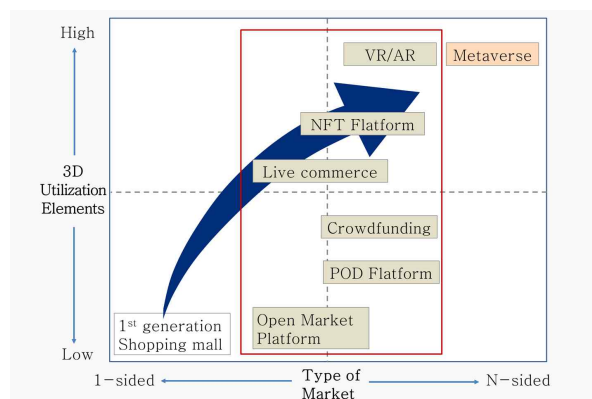 High
VR/AR
Metaverse
NFT Flatform
3D
Utilization
Elements
Live commerce
Crowdfunding
POD Flatform
1st generation
Shopping mall
Open Market
Platform
Low
1-sided
Type of
Market
N-sided